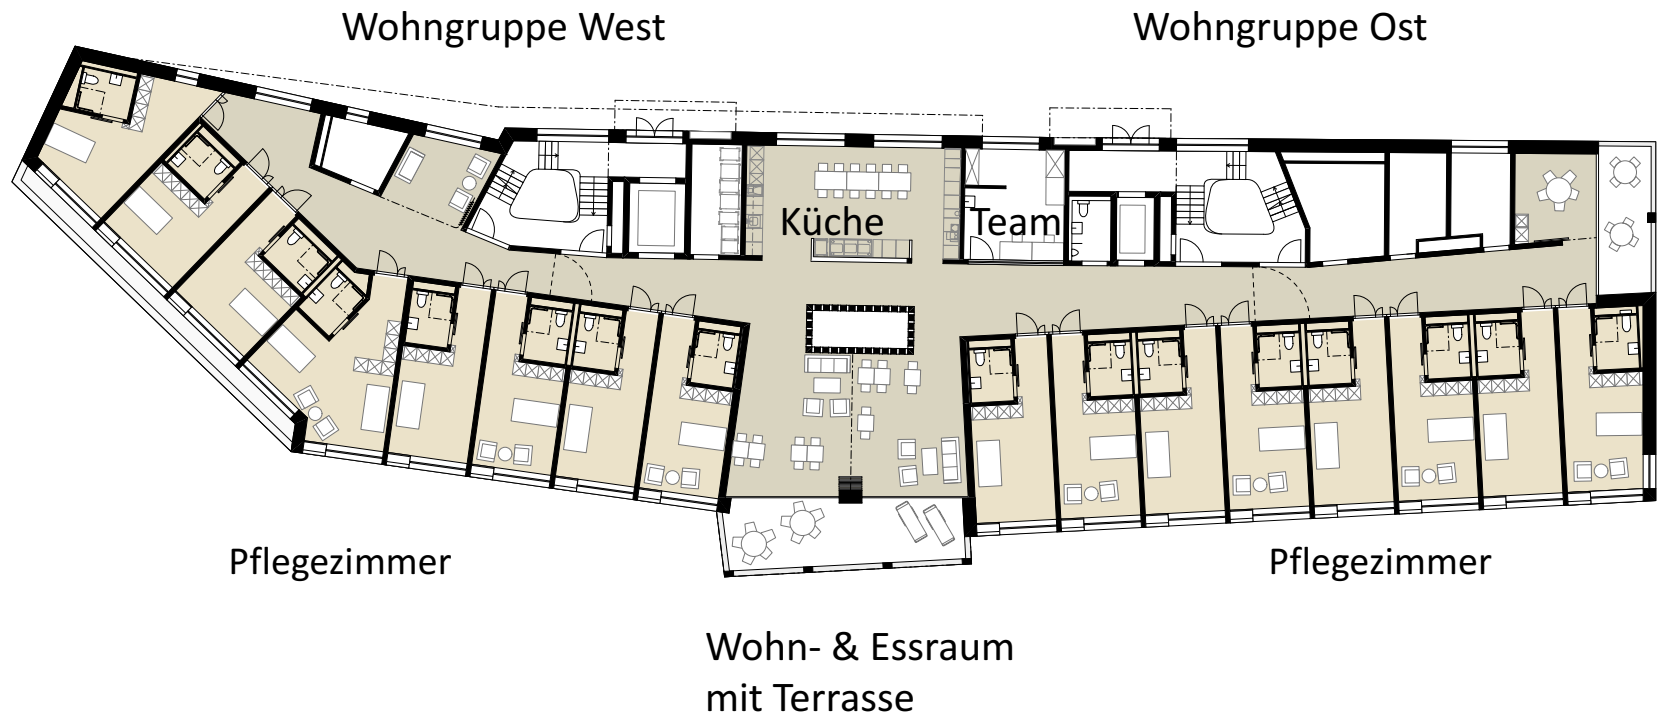 Wohngruppe West
Wohngruppe Ost
Küche
Team
Pflegezimmer
Pflegezimmer
Wohn- & Essraum
mit Terrasse